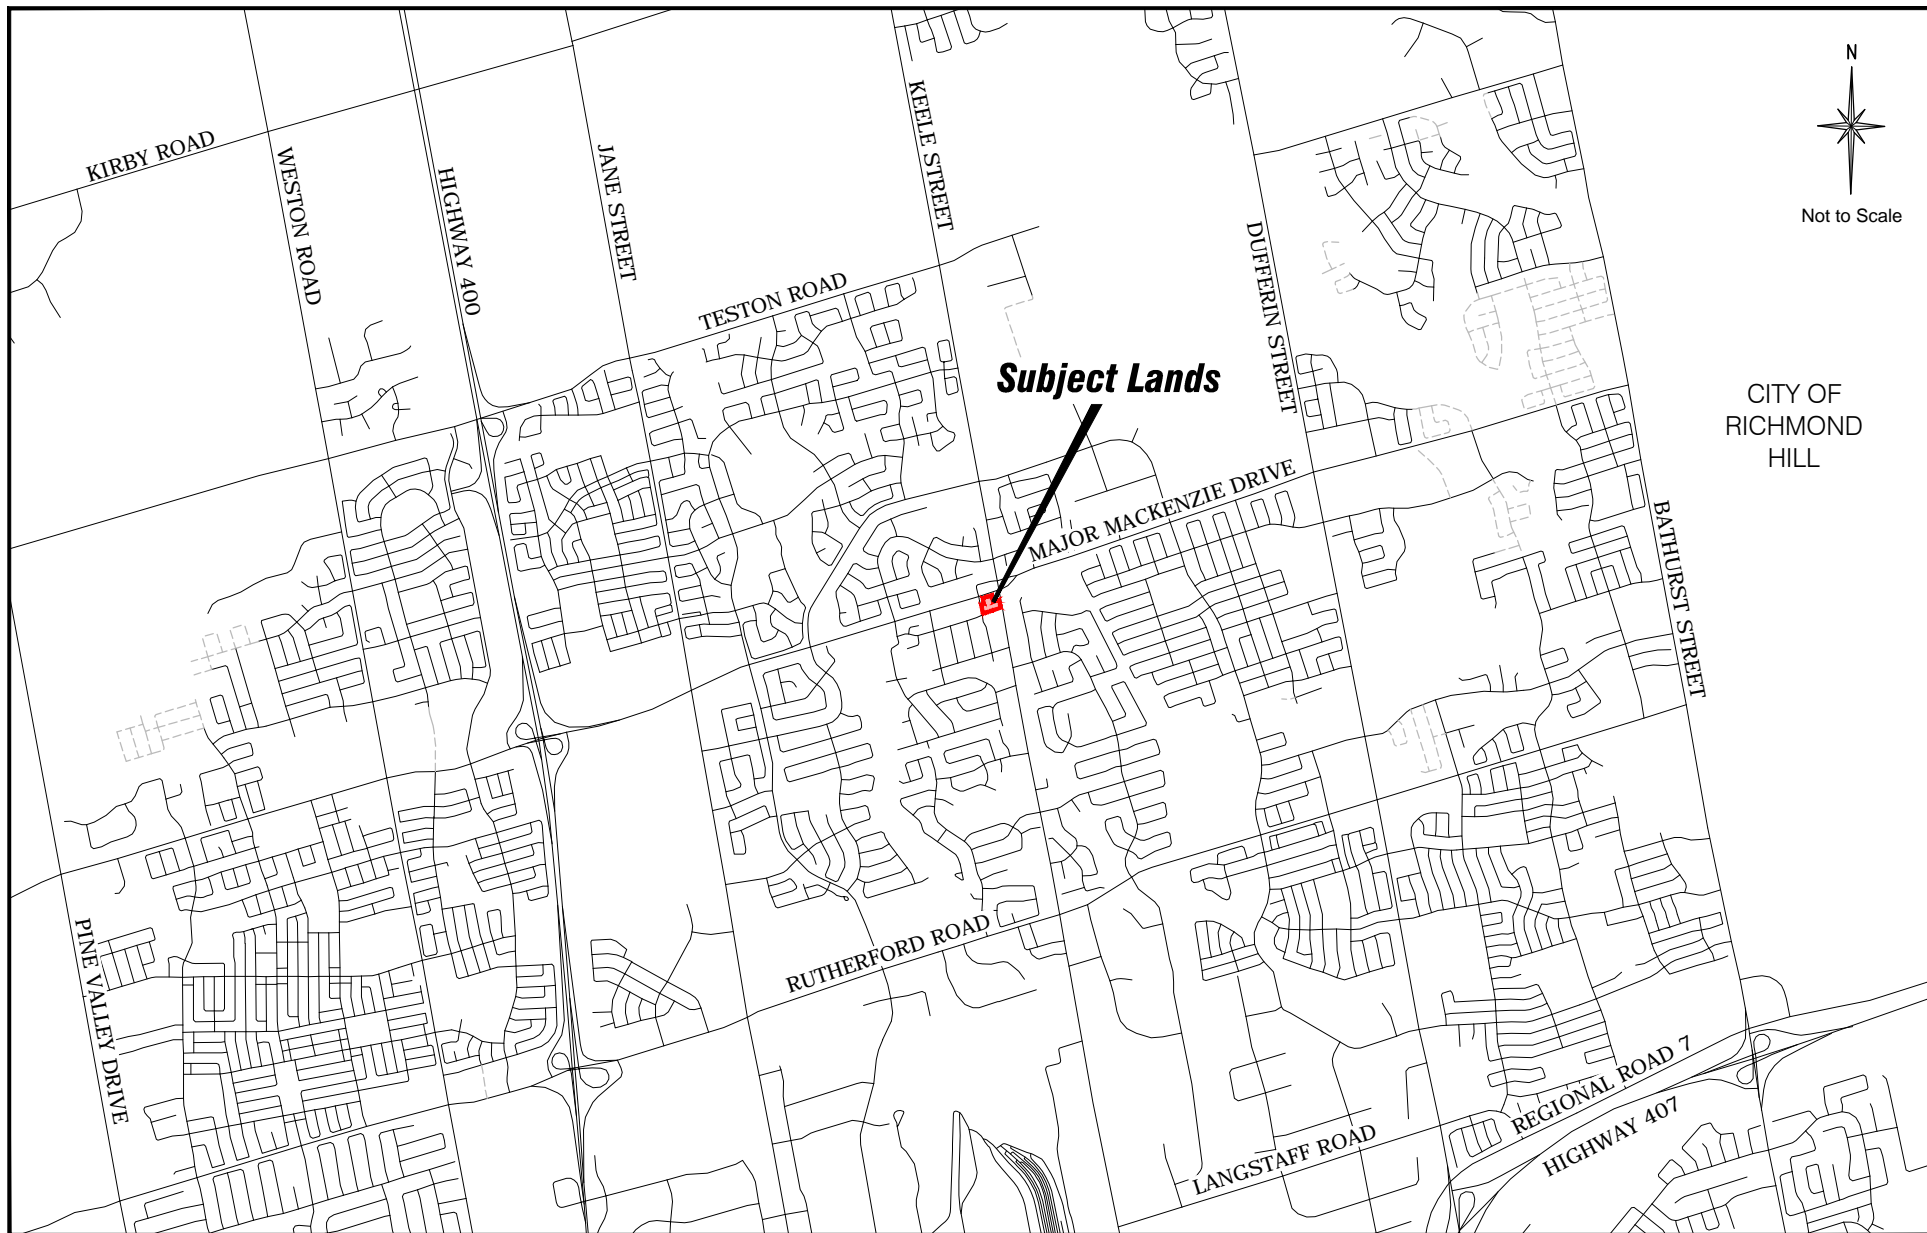 N
Not to Scale
KIRBY ROAD
WESTON ROAD
HIGHWAY 400
JANE STREET
KEELE STREET
DUFFERIN STREET
TESTON ROAD
Subject Lands
CITY OF
RICHMOND
HILL
MAJOR MACKENZIE DRIVE
BATHURST STREET
PINE VALLEY DRIVE
RUTHERFORD ROAD
REGIONAL ROAD 7
HIGHWAY 407
LANGSTAFF ROAD